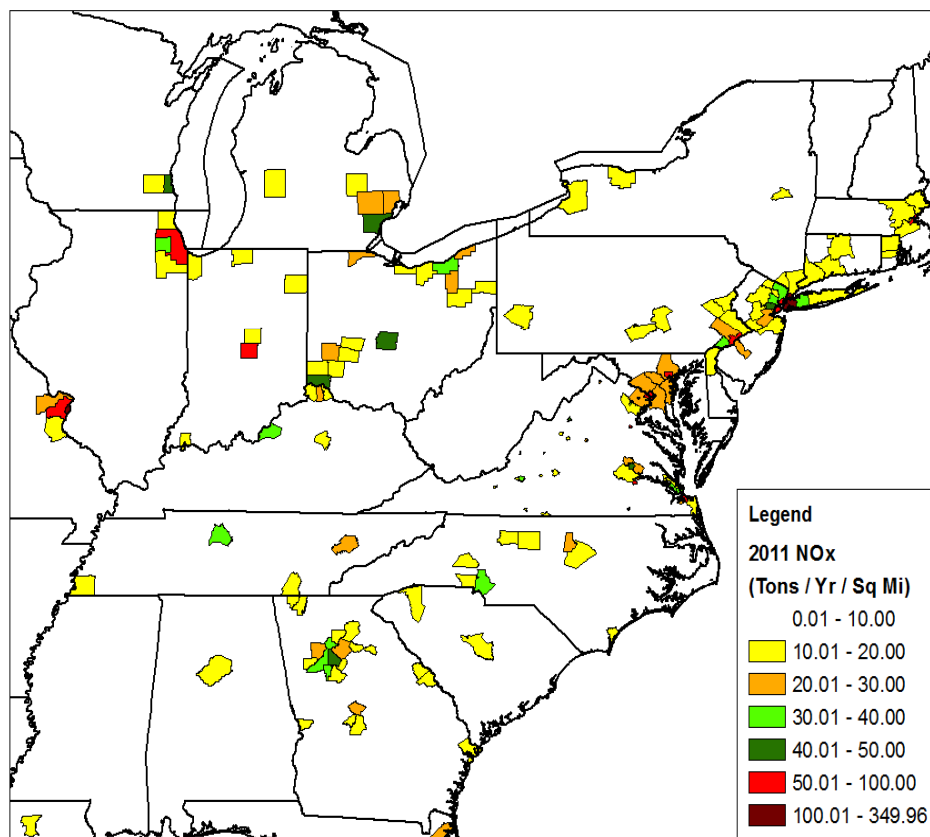 Legend
2011 NOx
(Tons / Yr / Sq Mi)
0.01 - 10.00
10.01 - 20.00
20.01 - 30.00
30.01 - 40.00
40.01 - 50.00
50.01 - 100.00
100.01 - 349.96